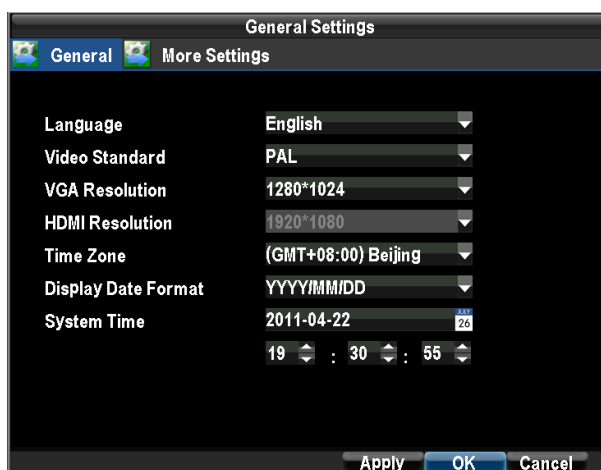 General Settings
General More Settings
Language English
Video Standard PAL
VGA Resolution 1280*1024
HDMI Resolution 1920*1080
Time Zone (GMT+08:00) Beijing
Display Date Format YYYY/MM/DD
System Time 2011-04-22 JULY 26
19 : 30 : 55
Apply OK Cancel